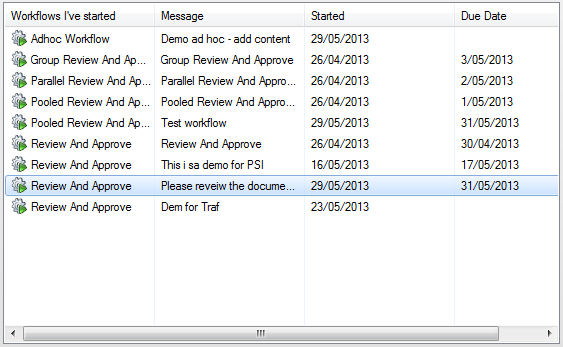 Workflows I've started Message Started Due Date
Adhoc Workflow Demo ad hoc - add content 29/05/2013
Group Review And Ap... Group Review And Approve 26/04/2013 3/05/2013
Parallel Review And Ap... Parallel Review And Appro... 26/04/2013 2/05/2013
Pooled Review And Ap... Pooled Review And Appro... 26/04/2013 1/05/2013
Pooled Review And Ap... Test workflow 29/05/2013 31/05/2013
Review And Approve Review And Approve 26/04/2013 30/04/2013
Review And Approve This i sa demo for PSI 16/05/2013 17/05/2013
Review And Approve Please reveiw the docume... 29/05/2013 31/05/2013
Review And Approve Dem for Traf 23/05/2013